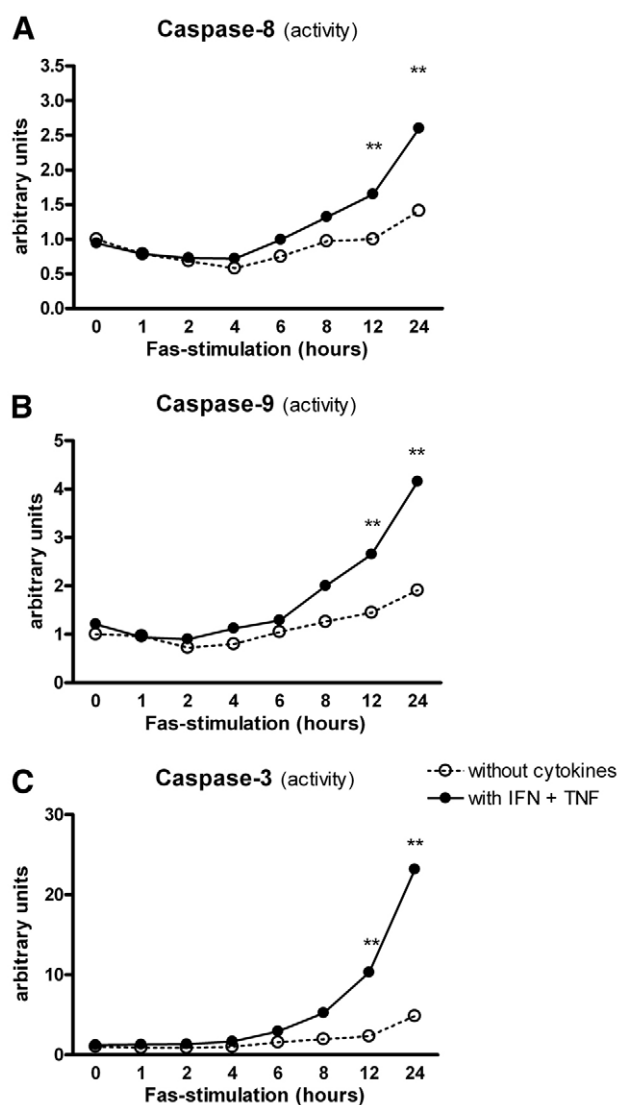 A
Caspase-8 (activity)
3.5
3.0
2.5
2.0
1.5
1.0
0.5
0.0
arbitrary units
**
**
0 1 2 4 6 8 12 24
Fas-stimulation (hours)
B
Caspase-9 (activity)
5
4
3
2
1
0
arbitrary units
**
**
0 1 2 4 6 8 12 24
Fas-stimulation (hours)
C
Caspase-3 (activity)
without cytokines
with IFN + TNF
30
20
10
0
arbitrary units
**
**
0 1 2 4 6 8 12 24
Fas-stimulation (hours)